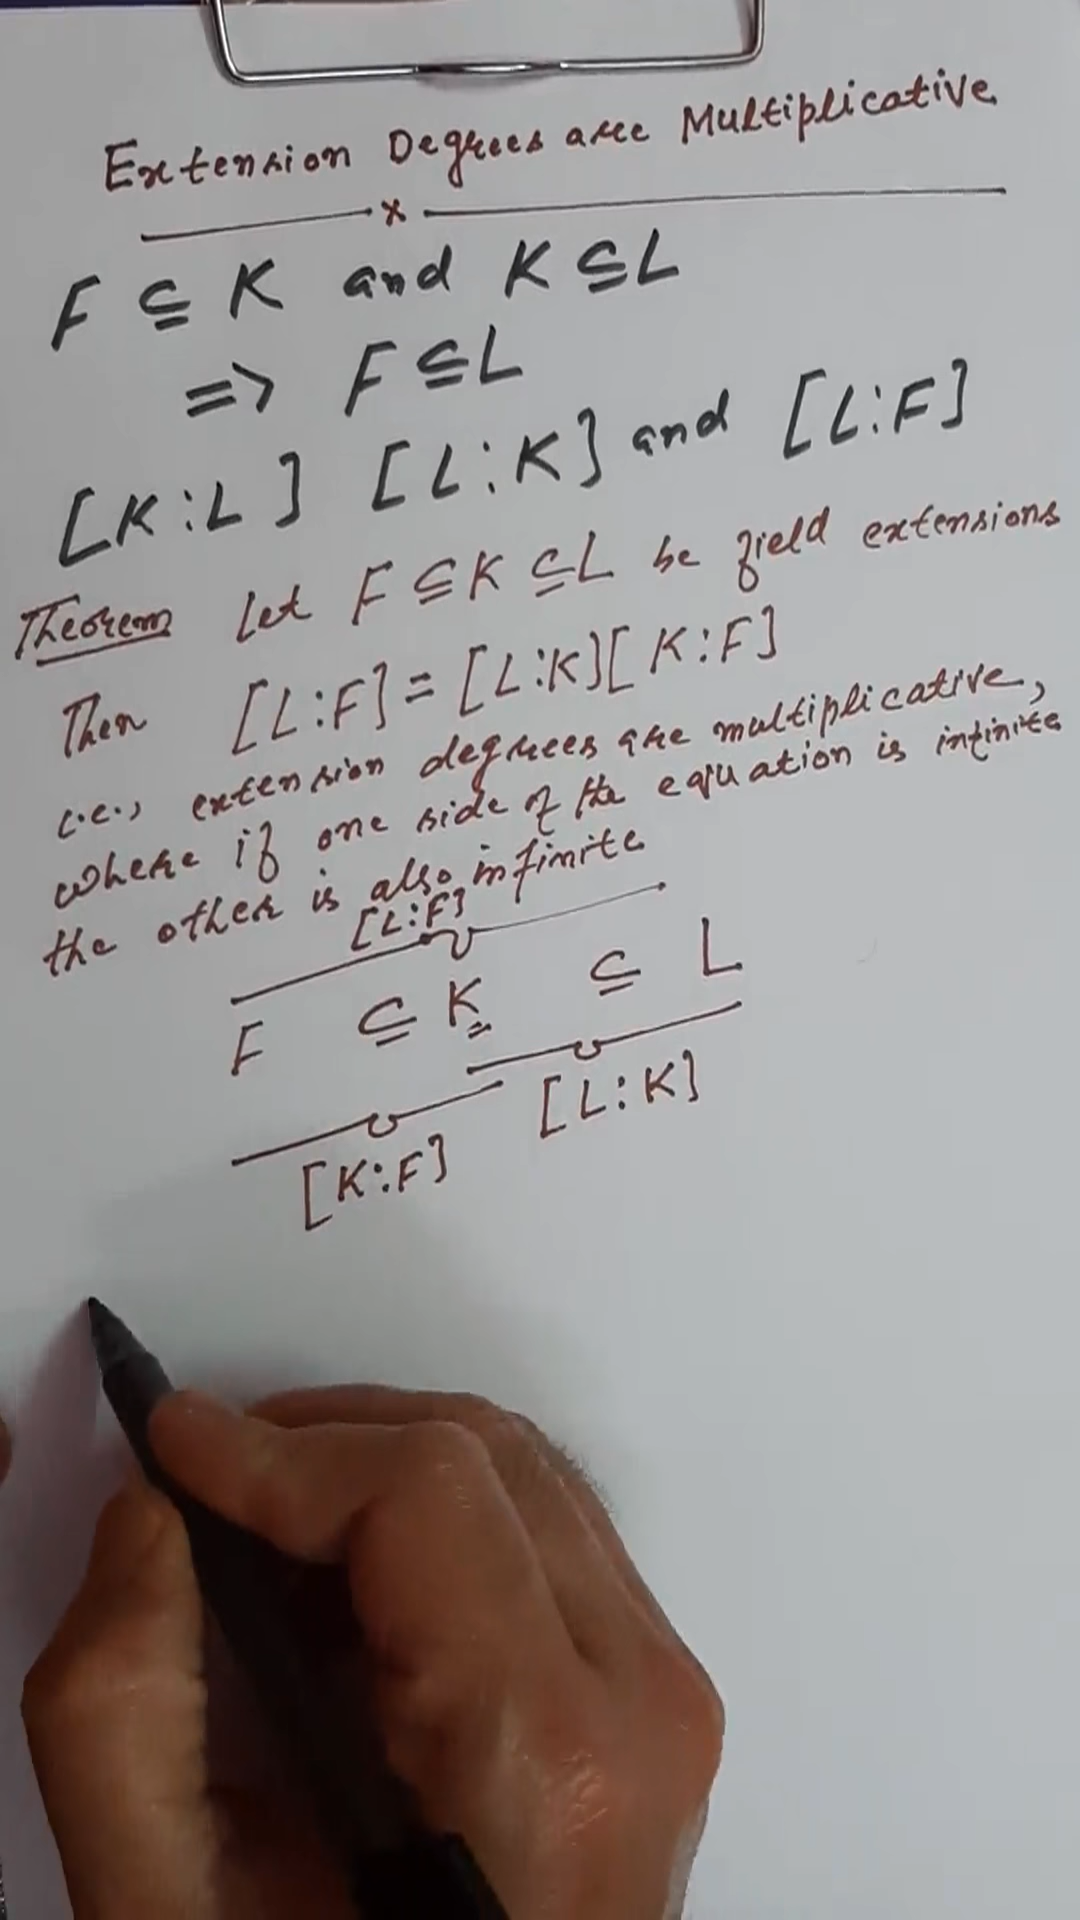 Extension Degrees are Multiplicative
x
F ⊆ K and K ⊆ L
=> F ⊆ L
[K:L] [L:K] and [L:F]
Theorem Let F ⊆ K ⊆ L be field extensions
Then [L:F] = [L:K][K:F]
i.e., extension degrees are multiplicative,
where if one side of the equation is infinite
the other is also infinite
[L:F]
F ⊆ K ⊆ L
[L:K]
[K:F]